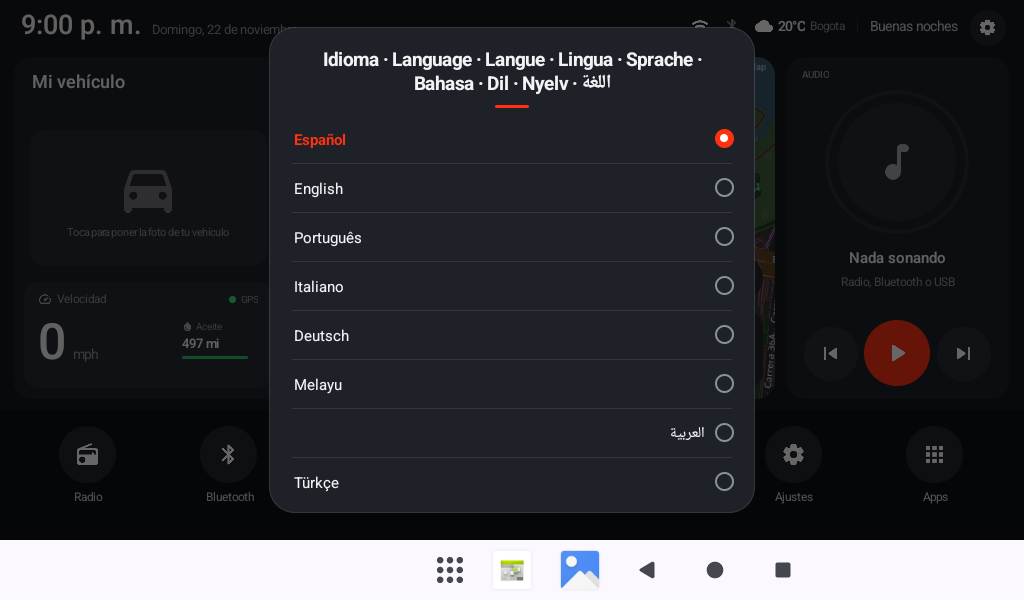 9:00 p. m.
Domingo, 22 de noviembre
20°C Bogota
Buenas noches
Idioma · Language · Langue · Lingua · Sprache ·
Bahasa · Dil · Nyelv · اللغة
Español
English
Português
Italiano
Deutsch
Melayu
العربية
Türkçe
Mi vehículo
Toca para poner la foto de tu vehículo
Velocidad
GPS
0 mph
Aceite
497 mi
Carrera 36A
AUDIO
Nada sonando
Radio, Bluetooth o USB
Radio
Bluetooth
Ajustes
Apps